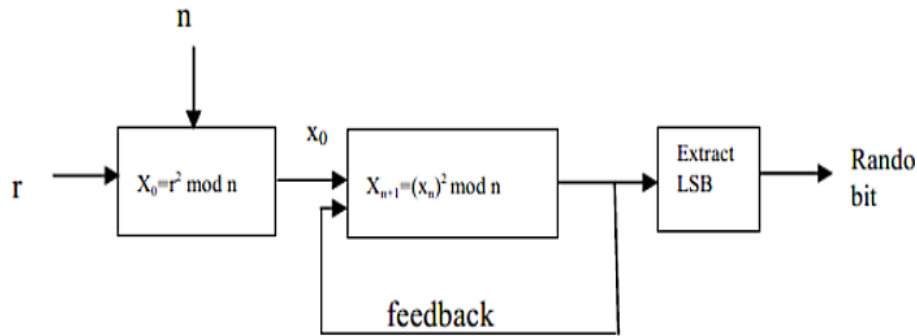 n
r
X₀=r² mod n
x₀
Xₙ₊₁=(xₙ)² mod n
Extract
LSB
Rando
bit
feedback